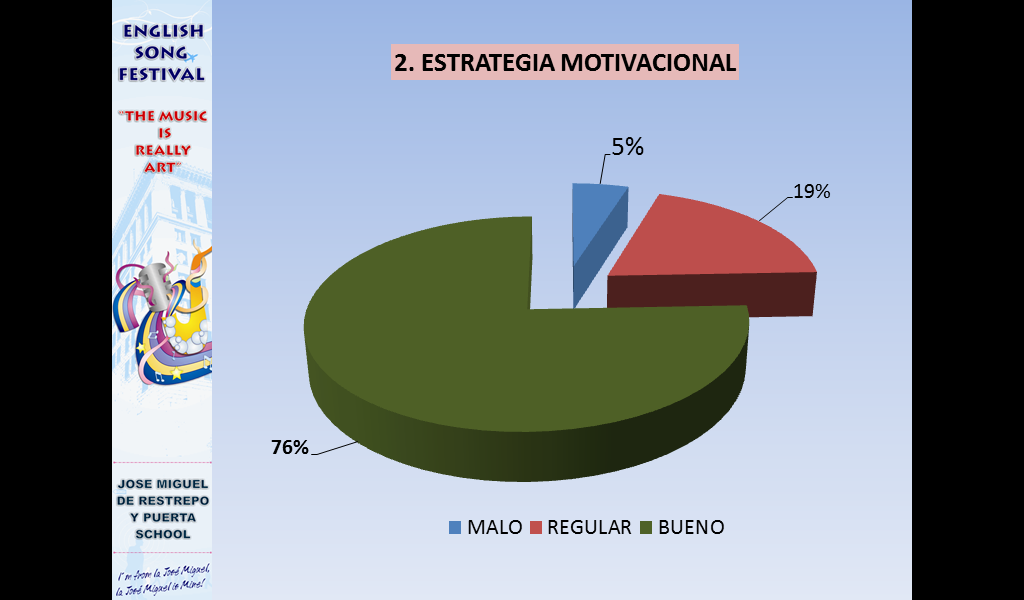 ENGLISH
SONG
FESTIVAL
"THE MUSIC
IS
REALLY
ART"
JOSE MIGUEL
DE RESTREPO
Y PUERTA
SCHOOL
I'm from la José Miguel,
la José Miguel is Mine!
2. ESTRATEGIA MOTIVACIONAL
5%
19%
76%
MALO REGULAR BUENO